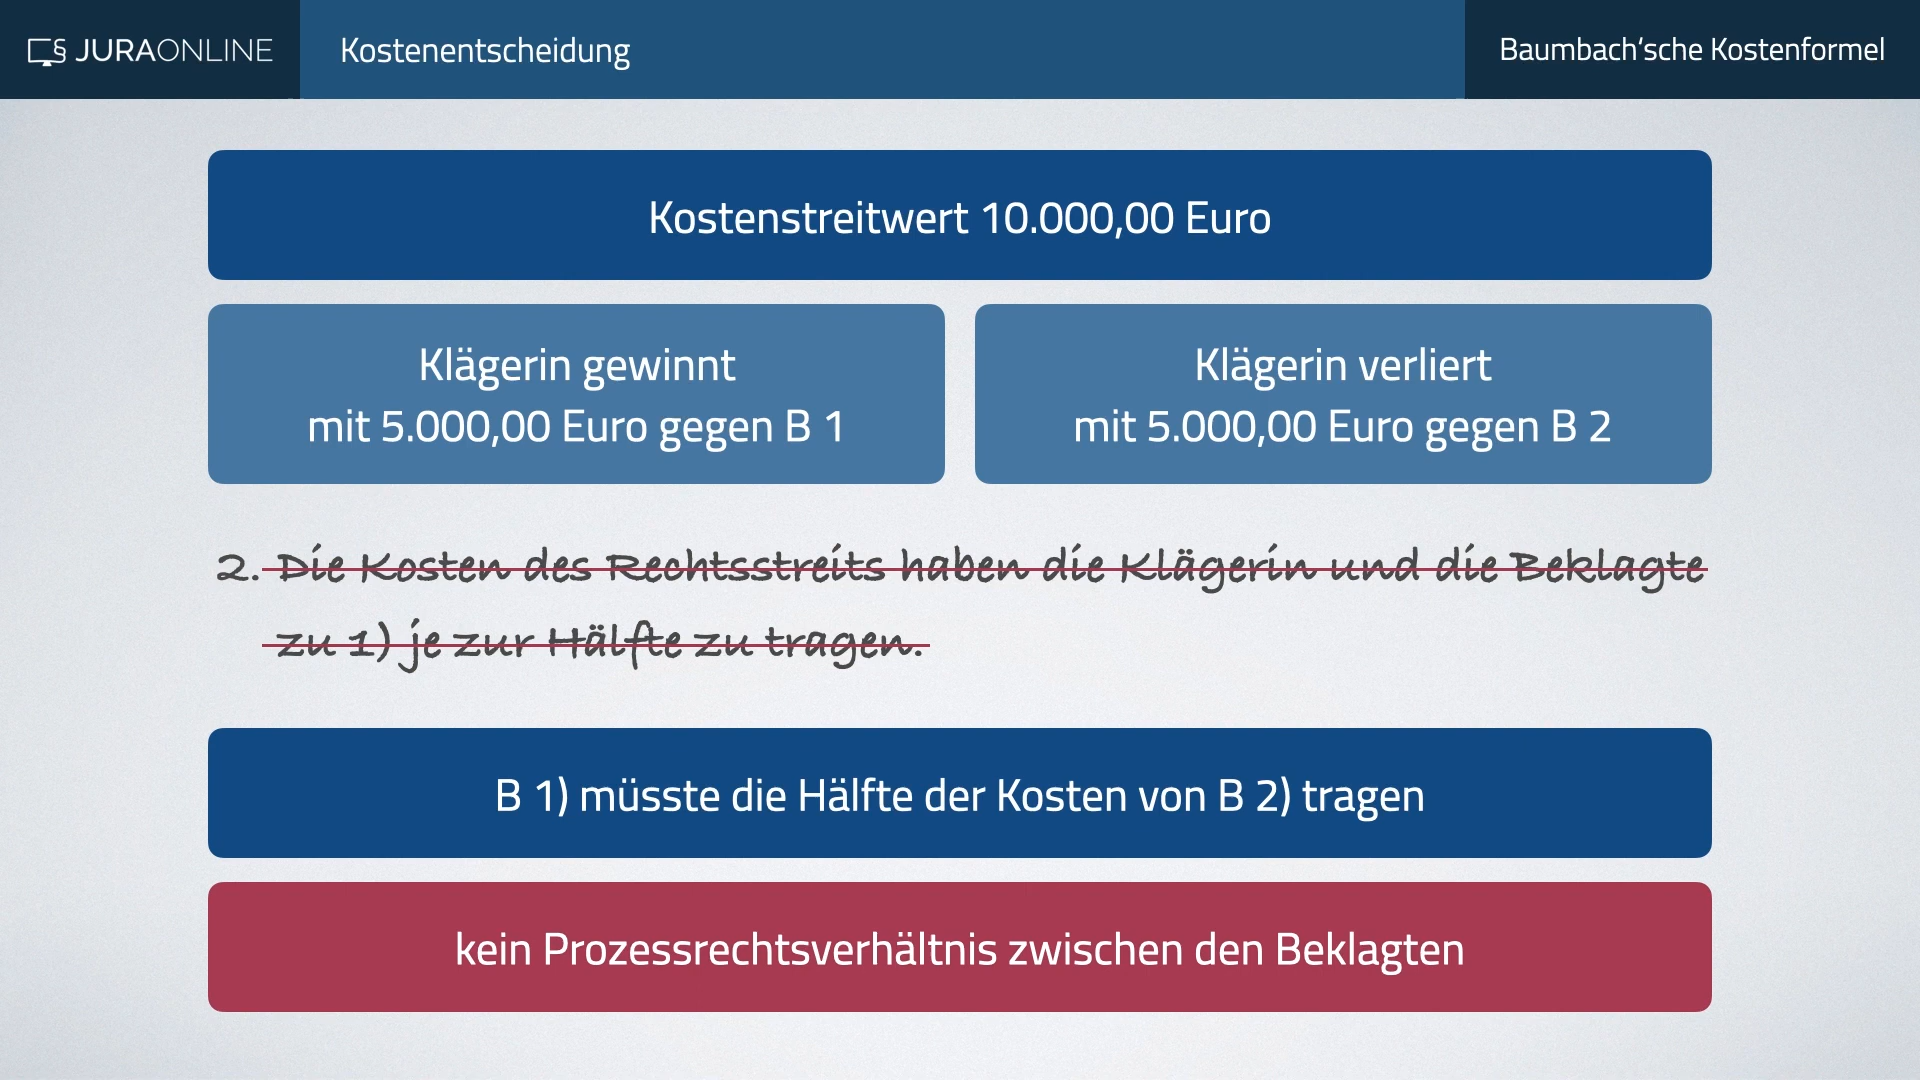 JURAONLINE
Kostenentscheidung
Baumbach’sche Kostenformel
Kostenstreitwert 10.000,00 Euro
Klägerin gewinnt
mit 5.000,00 Euro gegen B 1
Klägerin verliert
mit 5.000,00 Euro gegen B 2
2. Die Kosten des Rechtsstreits haben die Klägerin und die Beklagte
zu 1) je zur Hälfte zu tragen.
B 1) müsste die Hälfte der Kosten von B 2) tragen
kein Prozessrechtsverhältnis zwischen den Beklagten